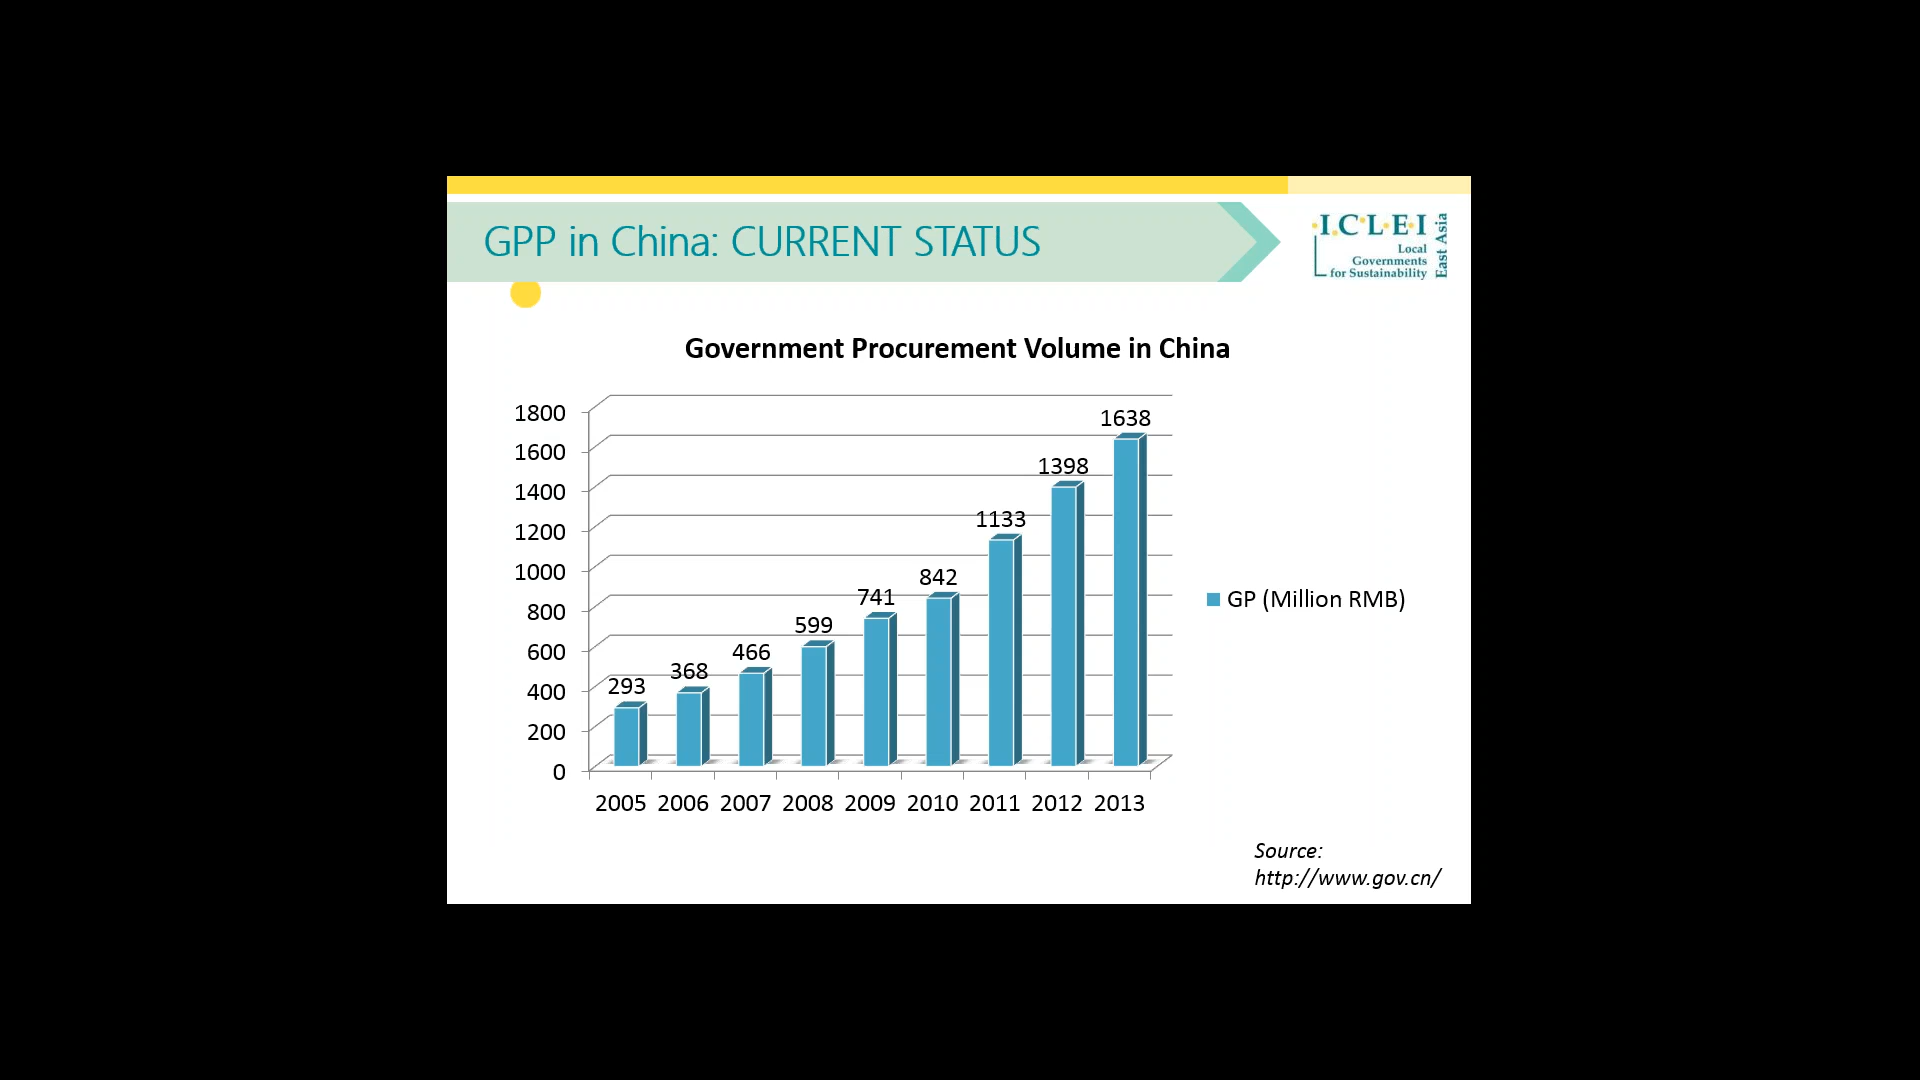 GPP in China: CURRENT STATUS
I.C.L.E.I
Local
Governments
for Sustainability
East Asia
Government Procurement Volume in China
1800
1600
1400
1200
1000
800
600
400
200
0
293
368
466
599
741
842
1133
1398
1638
2005 2006 2007 2008 2009 2010 2011 2012 2013
GP (Million RMB)
Source:
http://www.gov.cn/